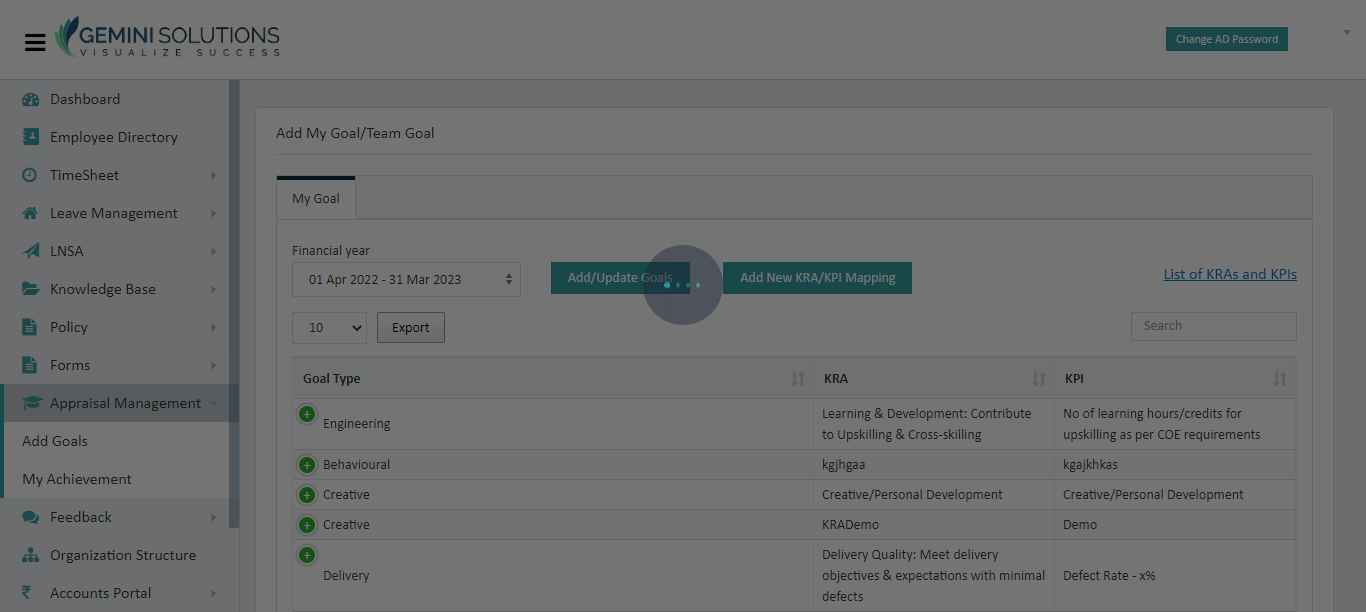 GEMINI SOLUTIONS
VISUALIZE SUCCESS
Change AD Password
Dashboard
Employee Directory
TimeSheet
Leave Management
LNSA
Knowledge Base
Policy
Forms
Appraisal Management
Add Goals
My Achievement
Feedback
Organization Structure
Accounts Portal
Add My Goal/Team Goal
My Goal
Financial year
01 Apr 2022 - 31 Mar 2023
Add/Update Goals
Add New KRA/KPI Mapping
List of KRAs and KPIs
10
Export
Search
Goal Type KRA KPI
Engineering
Learning & Development: Contribute
to Upskilling & Cross-skilling
No of learning hours/credits for
upskilling as per COE requirements
Behavioural kgjhgaa kgajkhkas
Creative Creative/Personal Development Creative/Personal Development
Creative KRADemo Demo
Delivery
Delivery Quality: Meet delivery
objectives & expectations with minimal
defects
Defect Rate - x%